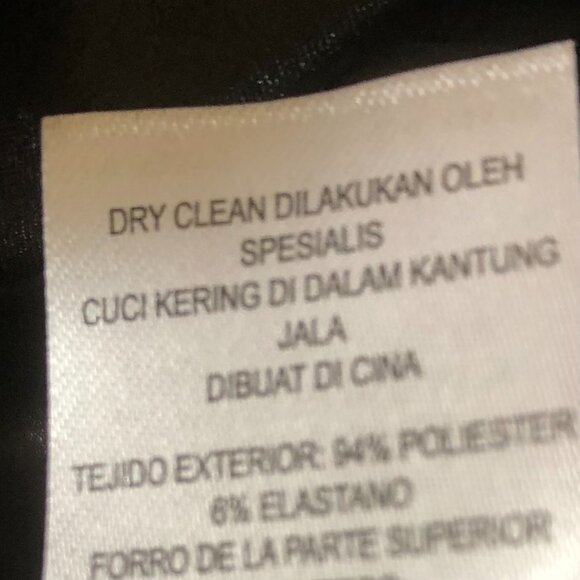 DRY CLEAN DILAKUKAN OLEH
SPESIALIS
CUCI KERING DI DALAM KANTUNG
JALA
DIBUAT DI CINA
TEJIDO EXTERIOR: 94% POLIESTER
6% ELASTANO
FORRO DE LA PARTE SUPERIOR